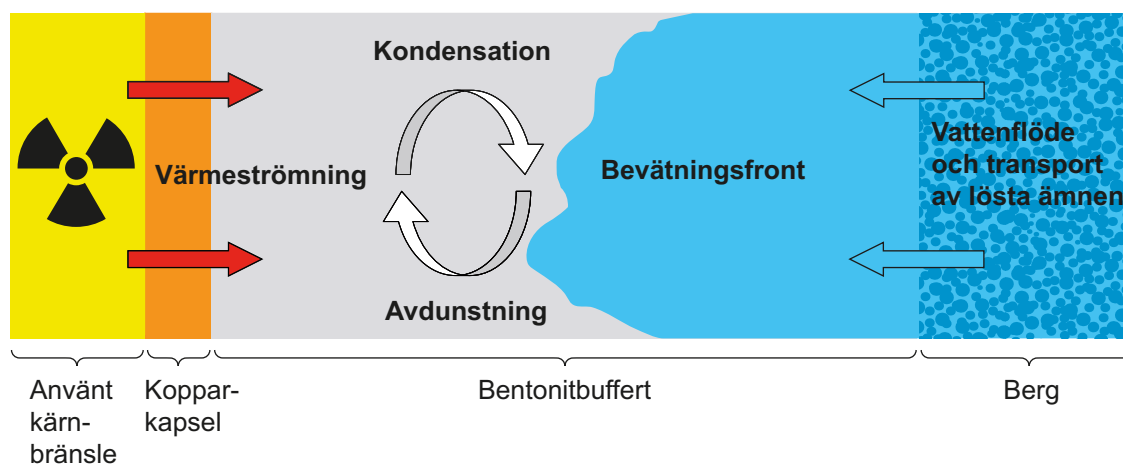 Kondensation
Värmeströmning
Bevätningsfront
Vattenflöde
och transport
av lösta ämnen
Avdunstning
Använt
kärn-
bränsle
Koppar-
kapsel
Bentonitbuffert
Berg